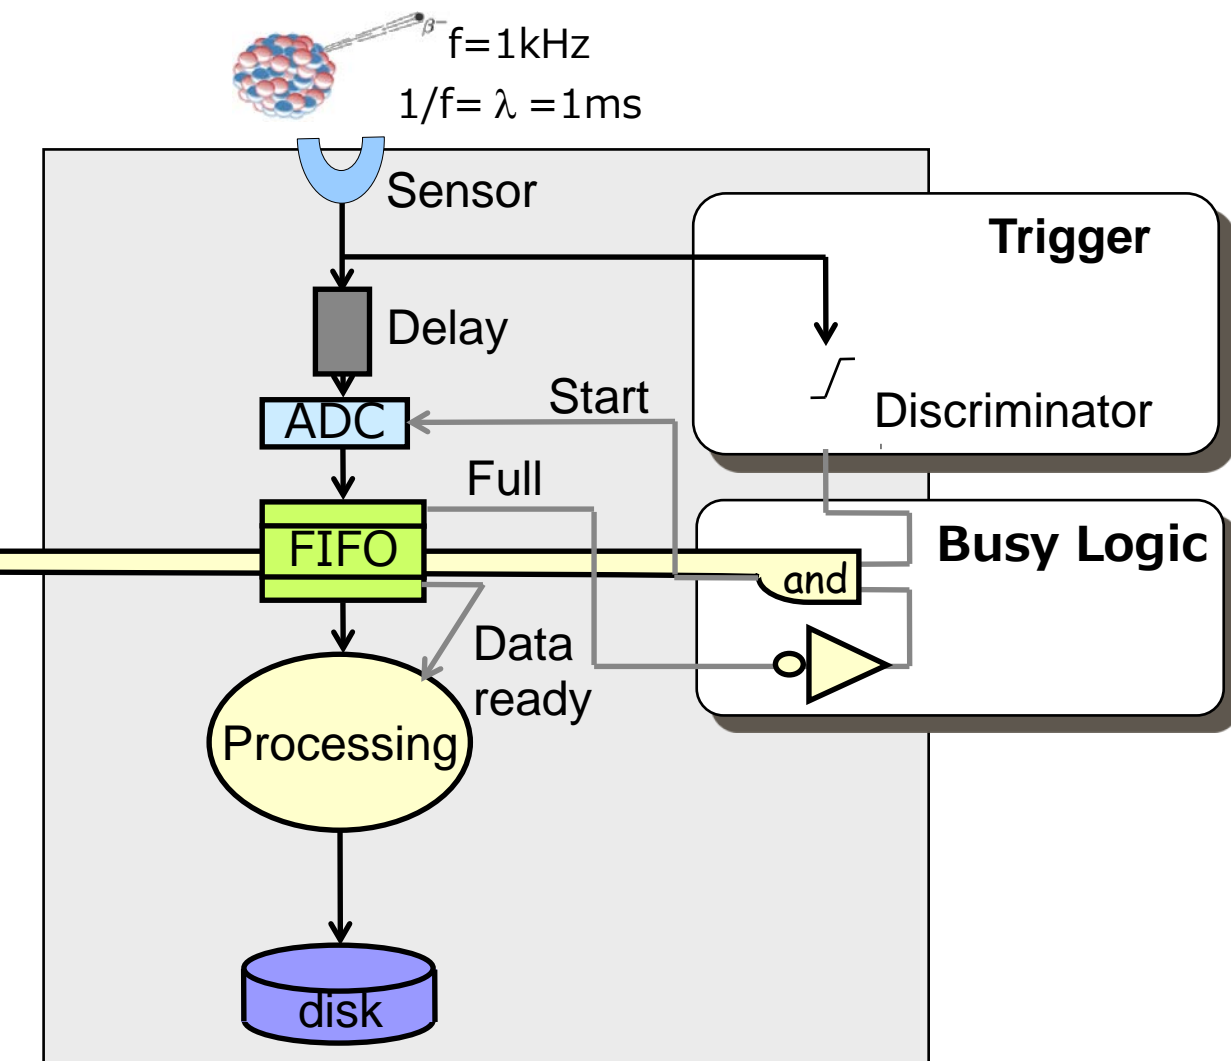 β−
f=1kHz
1/f= λ =1ms
Sensor
Trigger
Delay
Start
Discriminator
ADC
Full
Busy Logic
FIFO
and
Data
ready
Processing
disk